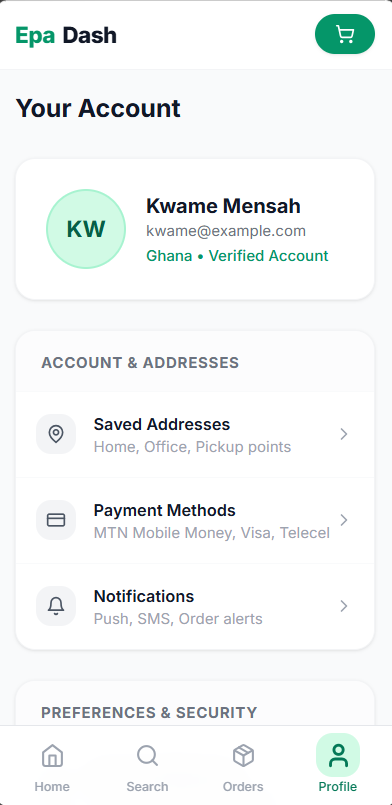 Epa Dash
Your Account
KW
Kwame Mensah
kwame@example.com
Ghana • Verified Account
ACCOUNT & ADDRESSES
Saved Addresses
Home, Office, Pickup points
Payment Methods
MTN Mobile Money, Visa, Telecel
Notifications
Push, SMS, Order alerts
PREFERENCES & SECURITY
Home
Search
Orders
Profile